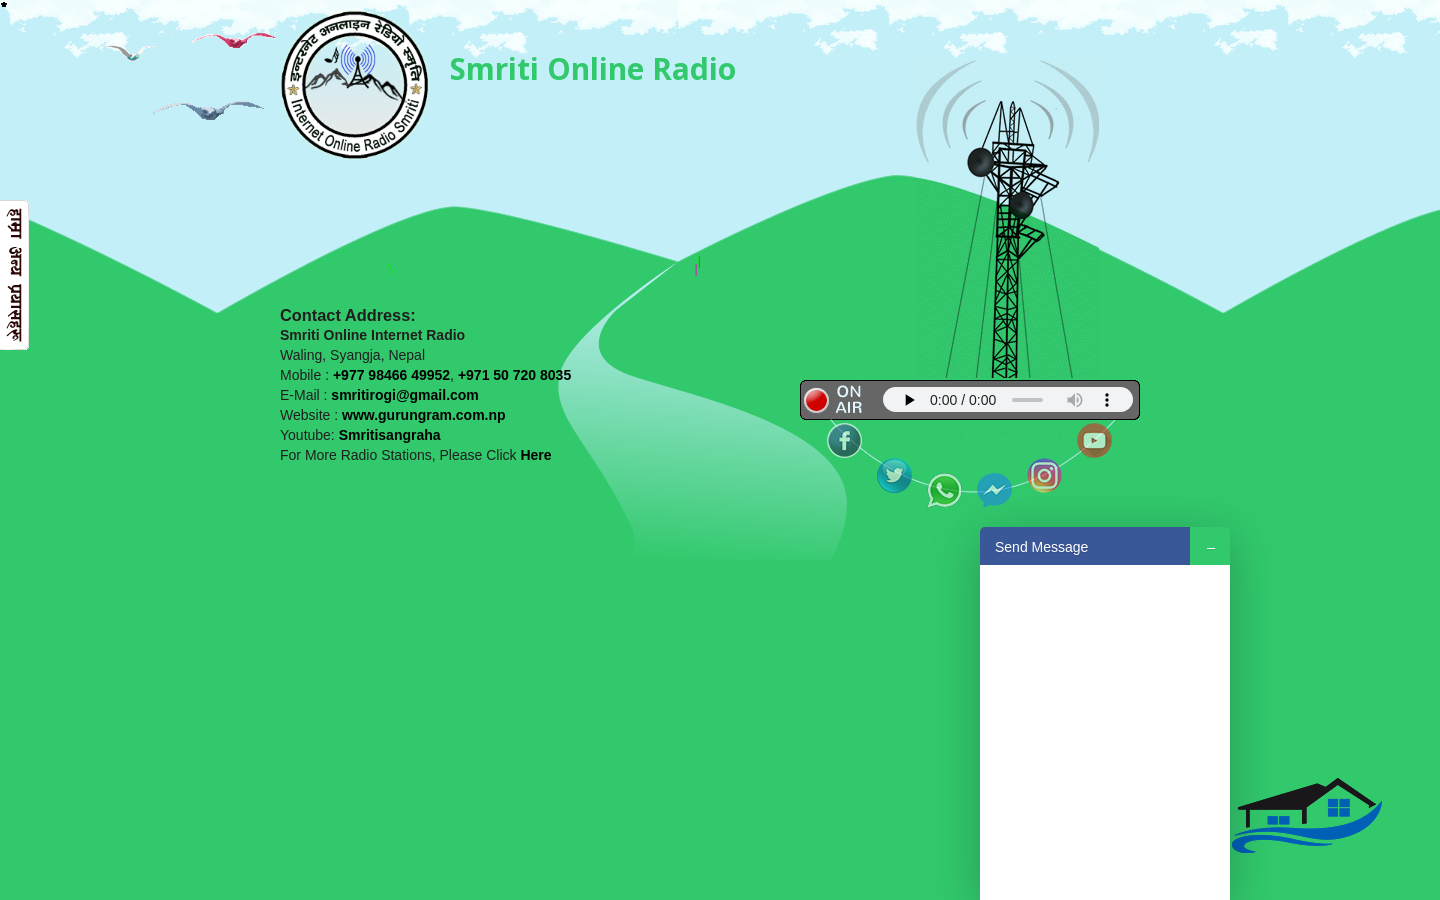 इन्टरनेट अनलाइन रेडियो स्मृति
Internet Online Radio Smriti
Smriti Online Radio
हाम्रा अन्य प्रयासहरु
Contact Address:
Smriti Online Internet Radio
Waling, Syangja, Nepal
Mobile : +977 98466 49952, +971 50 720 8035
E-Mail : smritirogi@gmail.com
Website : www.gurungram.com.np
Youtube: Smritisangraha
For More Radio Stations, Please Click Here
ON
AIR
0:00 / 0:00
Send Message